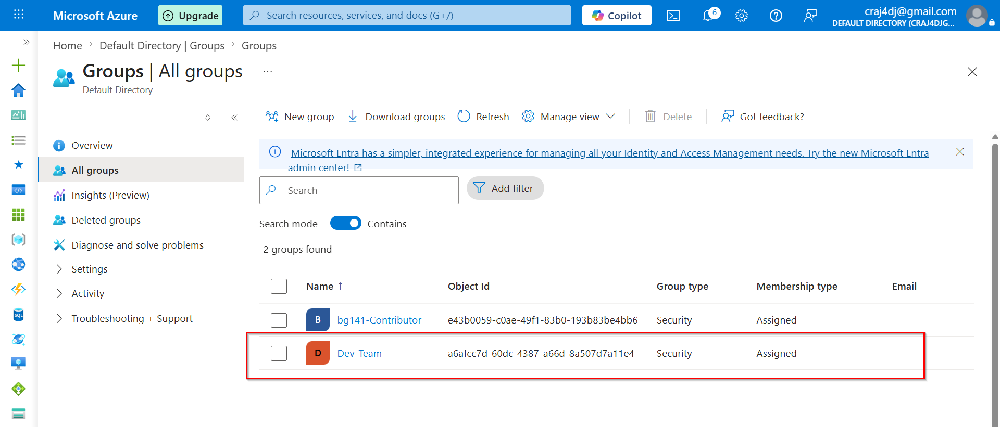 Microsoft Azure
Upgrade
Search resources, services, and docs (G+/)
Copilot
6
craj4dj@gmail.com
DEFAULT DIRECTORY (CRAJ4DJG...
Home > Default Directory | Groups > Groups
Groups | All groups
...
Default Directory
New group
Download groups
Refresh
Manage view
Delete
Got feedback?
Overview
All groups
Insights (Preview)
Deleted groups
Diagnose and solve problems
Settings
Activity
Troubleshooting + Support
Microsoft Entra has a simpler, integrated experience for managing all your Identity and Access Management needs. Try the new Microsoft Entra
admin center!
Search
Add filter
Search mode
Contains
2 groups found
Name ↑ Object Id Group type Membership type Email
B bg141-Contributor e43b0059-c0ae-49f1-83b0-193b83be4bb6 Security Assigned
D Dev-Team a6afcc7d-60dc-4387-a66d-8a507d7a11e4 Security Assigned
SQL